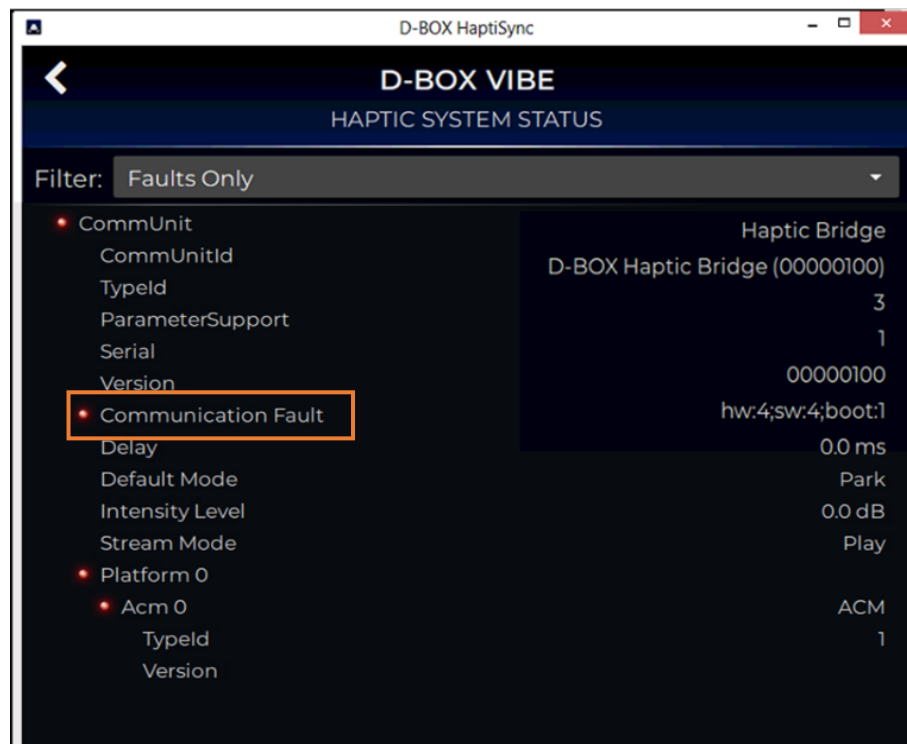 D-BOX HaptiSync
D-BOX VIBE
HAPTIC SYSTEM STATUS
Filter: Faults Only
CommUnit Haptic Bridge
CommUnitId D-BOX Haptic Bridge (00000100)
TypeId 3
ParameterSupport 1
Serial 00000100
Version hw:4;sw:4;boot:1
Communication Fault
Delay 0.0 ms
Default Mode Park
Intensity Level 0.0 dB
Stream Mode Play
Platform 0
Acm 0 ACM
TypeId 1
Version